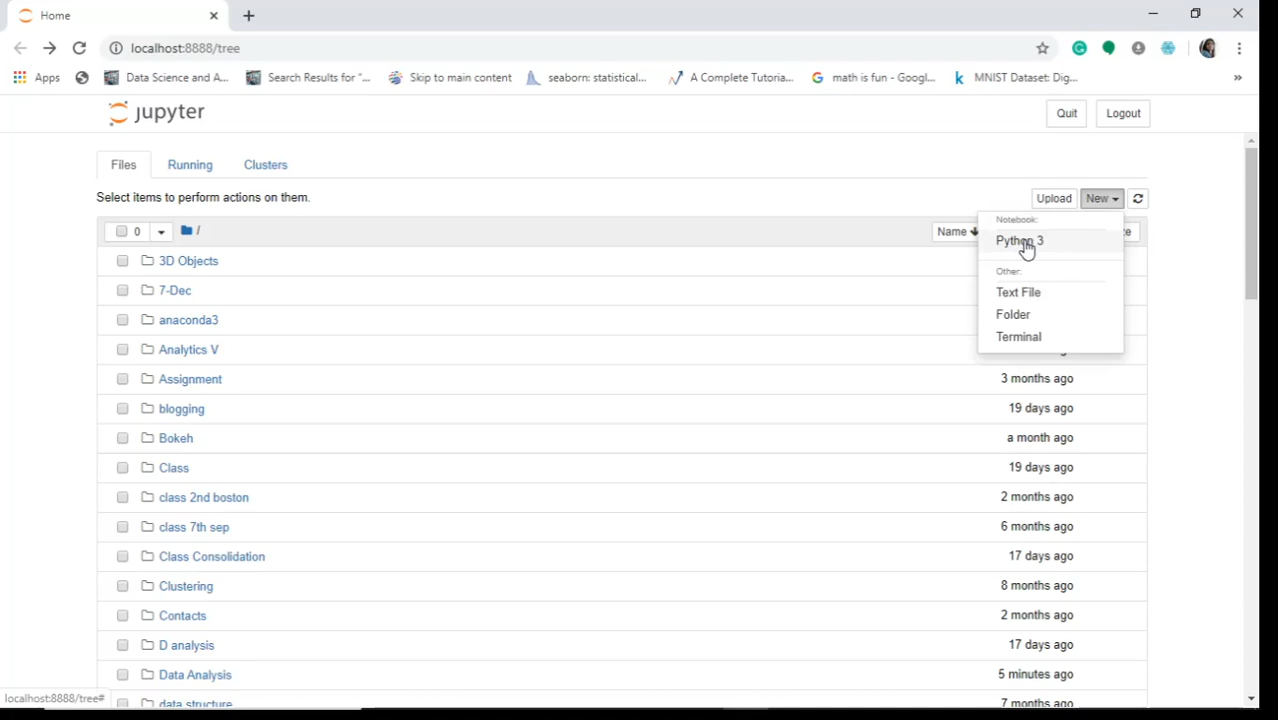 Home
localhost:8888/tree
Apps
Data Science and A...
Search Results for "...
Skip to main content
seaborn: statistical...
A Complete Tutoria...
math is fun - Googl...
MNIST Dataset: Dig...
»
jupyter
Quit
Logout
Files
Running
Clusters
Select items to perform actions on them.
Upload
New
0
/
Name
Notebook:
Python 3
Other:
Text File
Folder
Terminal
3D Objects
7-Dec
anaconda3
Analytics V
Assignment
3 months ago
blogging
19 days ago
Bokeh
a month ago
Class
19 days ago
class 2nd boston
2 months ago
class 7th sep
6 months ago
Class Consolidation
17 days ago
Clustering
8 months ago
Contacts
2 months ago
D analysis
17 days ago
Data Analysis
5 minutes ago
data structure
7 months ago
localhost:8888/tree#